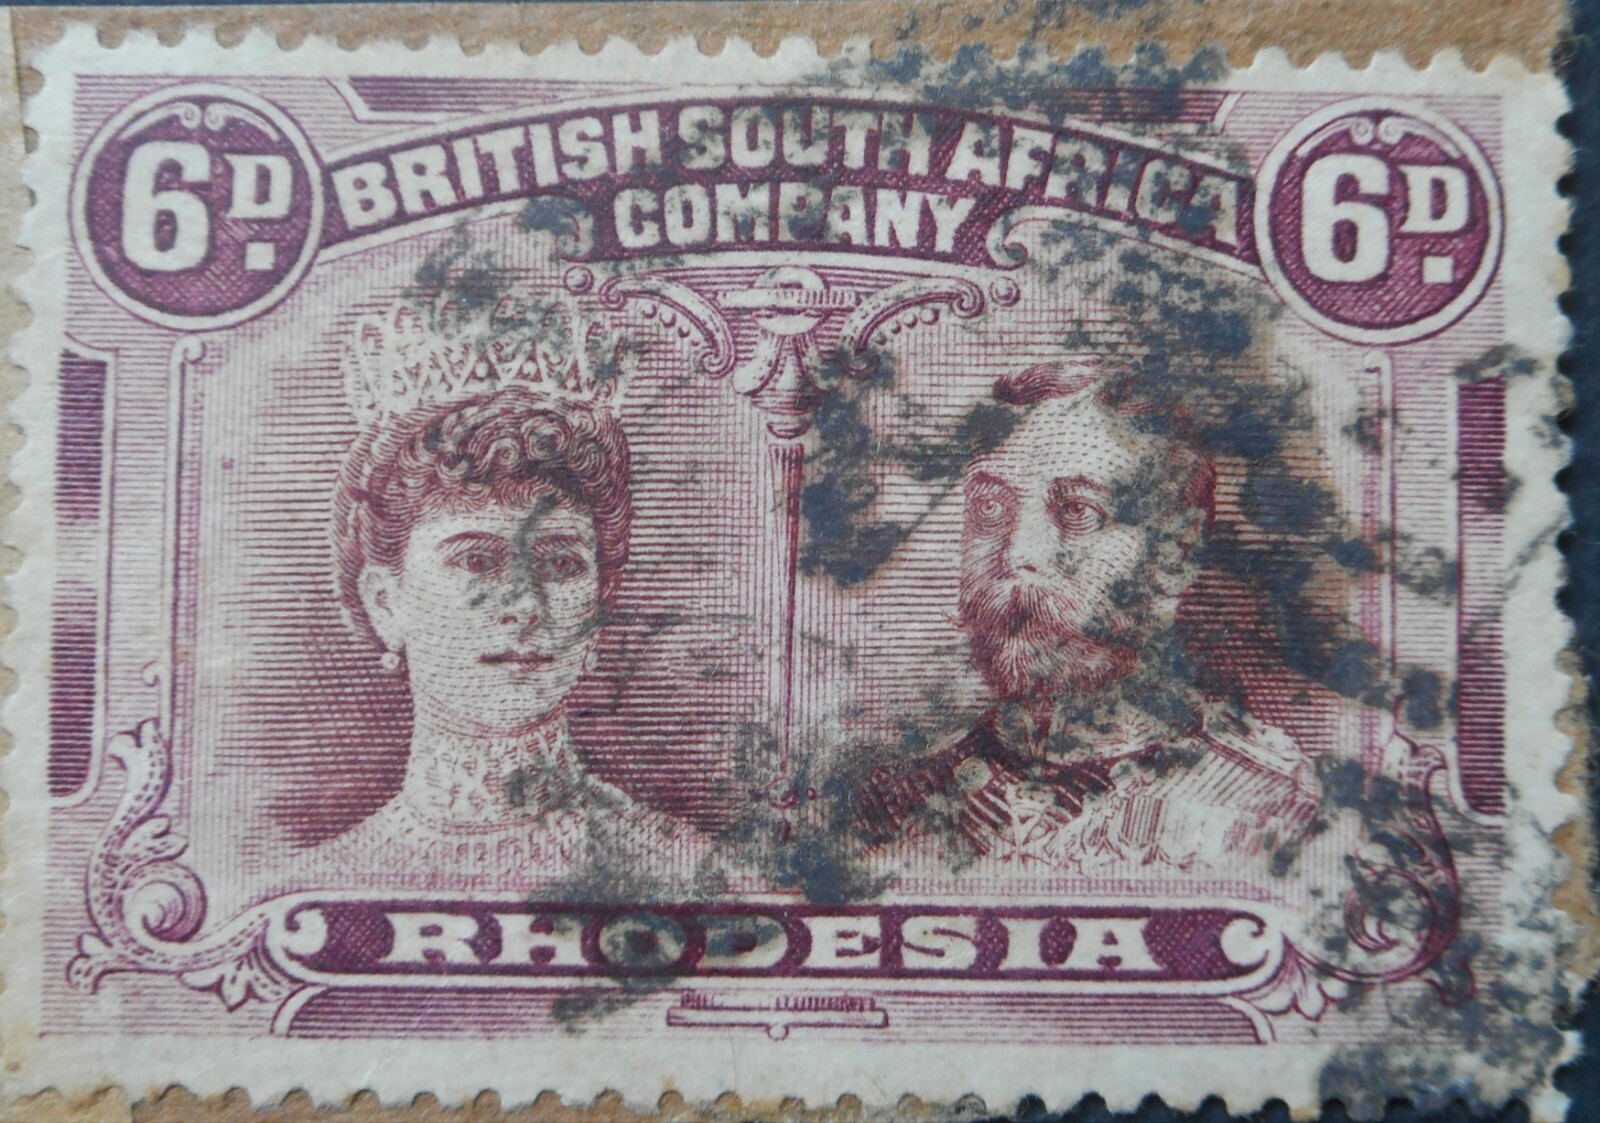 6D.
BRITISH SOUTH AFRICA
6D.
COMPANY
RHODESIA